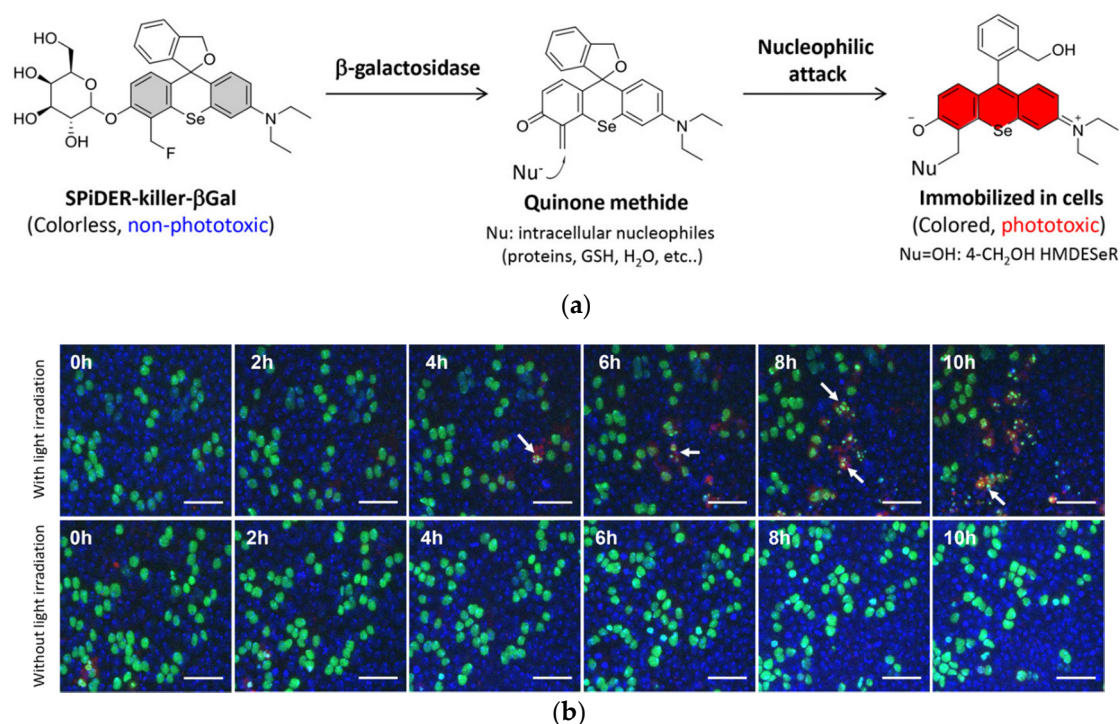 HO
OH
HO
O
HO
OH
O
Se
F
O
N
SPiDER-killer-βGal
(Colorless, non-phototoxic)
β-galactosidase
O
O
Se
N
Nu⁻
Quinone methide
Nu: intracellular nucleophiles
(proteins, GSH, H₂O, etc..)
Nucleophilic
attack
OH
⁻O
Se
N⁺
Nu
Immobilized in cells
(Colored, phototoxic)
Nu=OH: 4-CH₂OH HMDESeR
(a)
With light irradiation
0h
2h
4h
6h
8h
10h
Without light irradiation
0h
2h
4h
6h
8h
10h
(b)